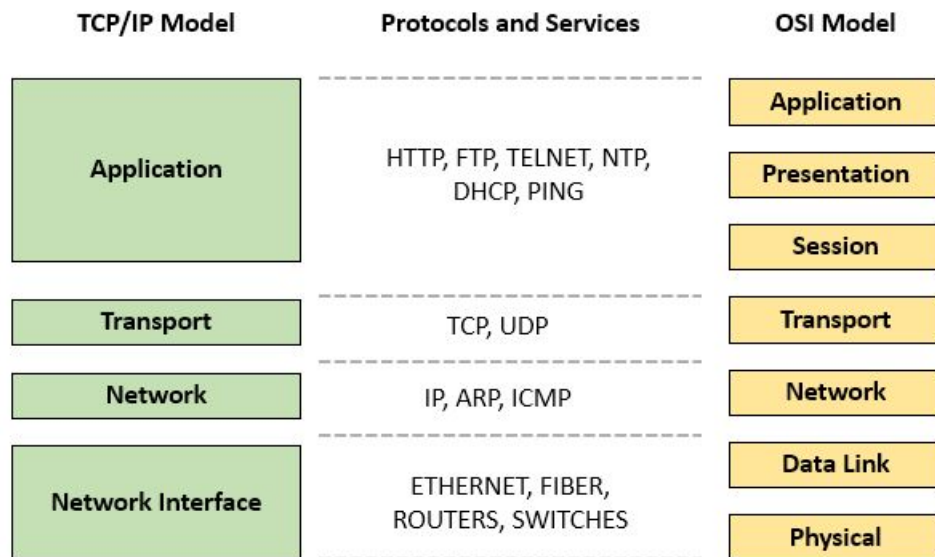 TCP/IP Model
Protocols and Services
OSI Model
Application
HTTP, FTP, TELNET, NTP,
DHCP, PING
Application
Presentation
Session
Transport
TCP, UDP
Transport
Network
IP, ARP, ICMP
Network
Network Interface
ETHERNET, FIBER,
ROUTERS, SWITCHES
Data Link
Physical